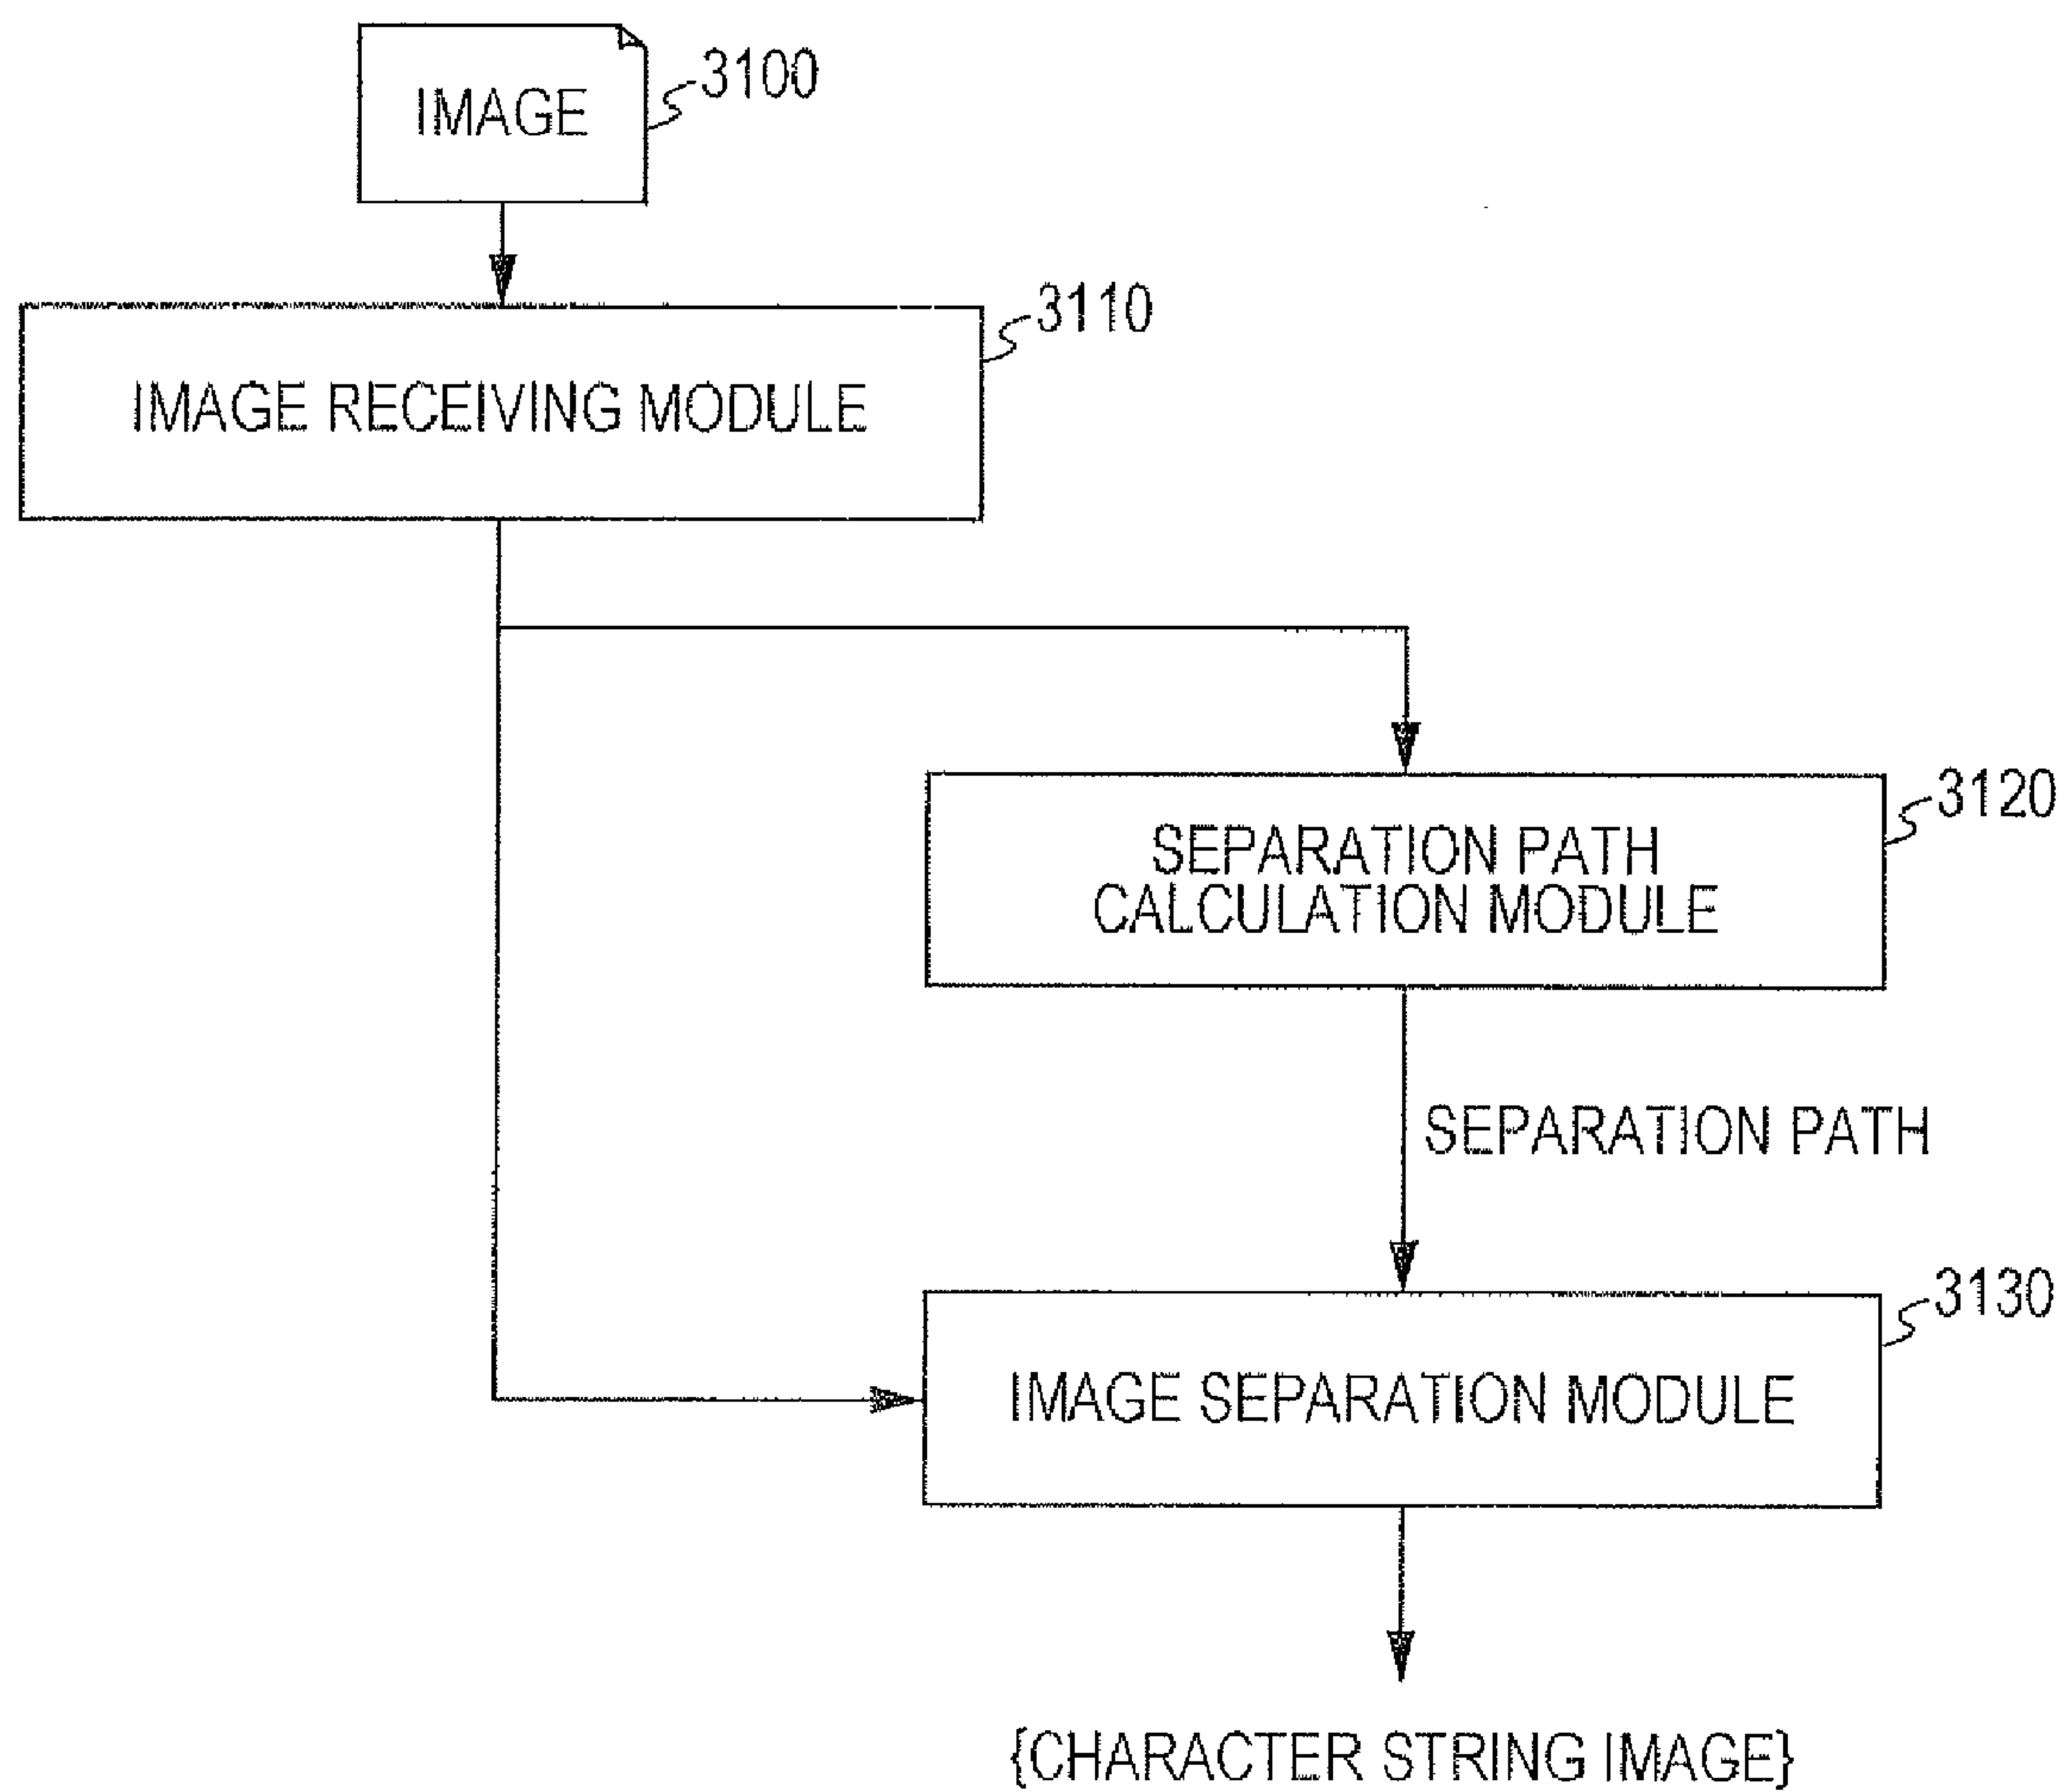 IMAGE
3100
3110
IMAGE RECEIVING MODULE
3120
SEPARATION PATH
CALCULATION MODULE
SEPARATION PATH
3130
IMAGE SEPARATION MODULE
{CHARACTER STRING IMAGE}